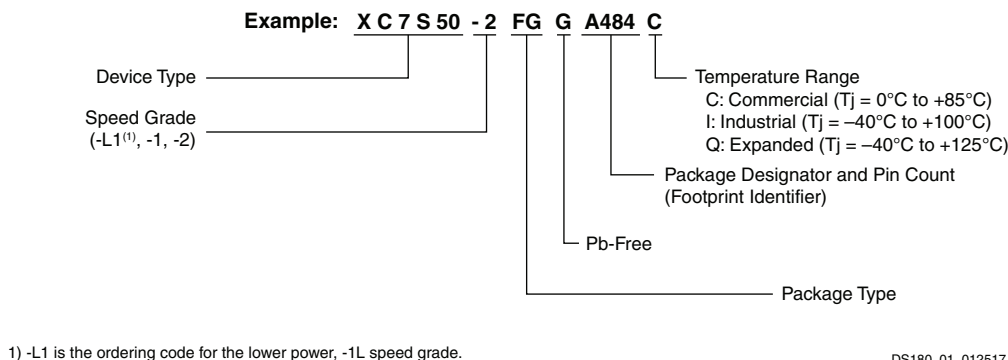 Example: X C 7 S 50 - 2 FG G A484 C
Device Type
Speed Grade
(-L1(1), -1, -2)
Temperature Range
C: Commercial (Tj = 0°C to +85°C)
I: Industrial (Tj = –40°C to +100°C)
Q: Expanded (Tj = –40°C to +125°C)
Package Designator and Pin Count
(Footprint Identifier)
Pb-Free
Package Type
1) -L1 is the ordering code for the lower power, -1L speed grade.
DS180_01_012517